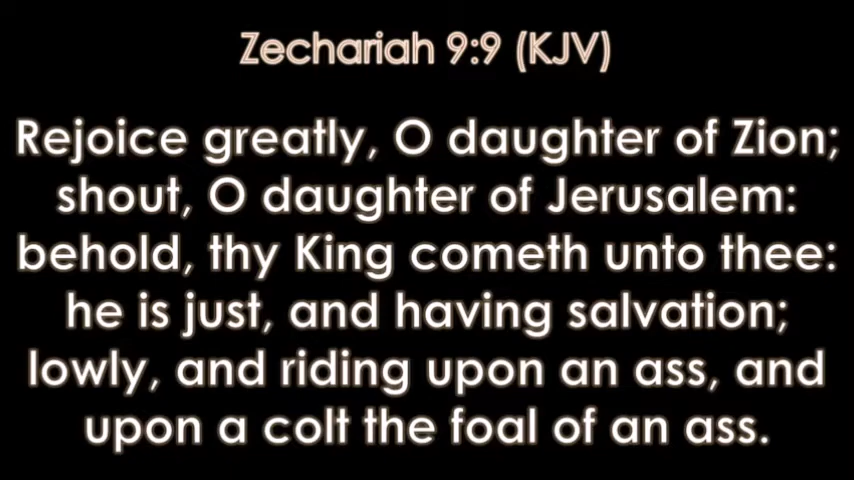 Zechariah 9:9 (KJV)
Rejoice greatly, O daughter of Zion;
shout, O daughter of Jerusalem:
behold, thy King cometh unto thee:
he is just, and having salvation;
lowly, and riding upon an ass, and
upon a colt the foal of an ass.